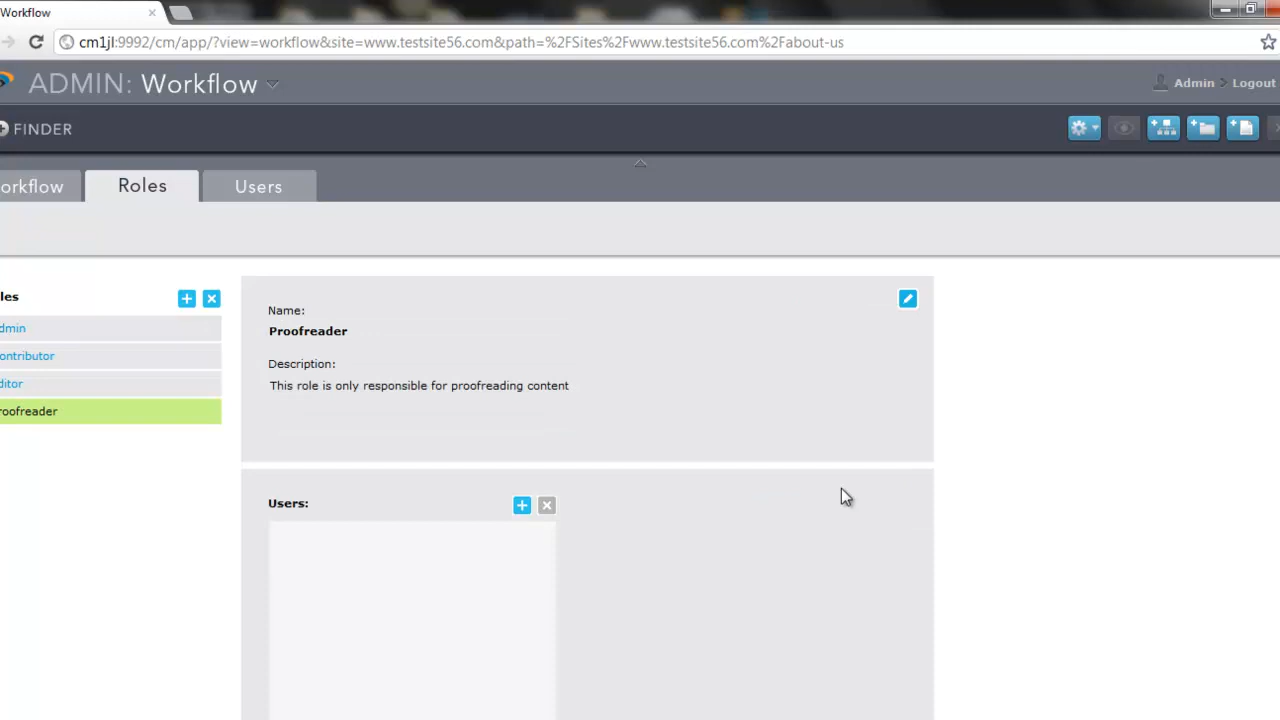 Workflow
cm1jl:9992/cm/app/?view=workflow&site=www.testsite56.com&path=%2FSites%2Fwww.testsite56.com%2Fabout-us
ADMIN: Workflow
Admin > Logout
FINDER
orkflow Roles Users
les
dmin
ontributor
ditor
roofreader
Name:
Proofreader
Description:
This role is only responsible for proofreading content
Users: